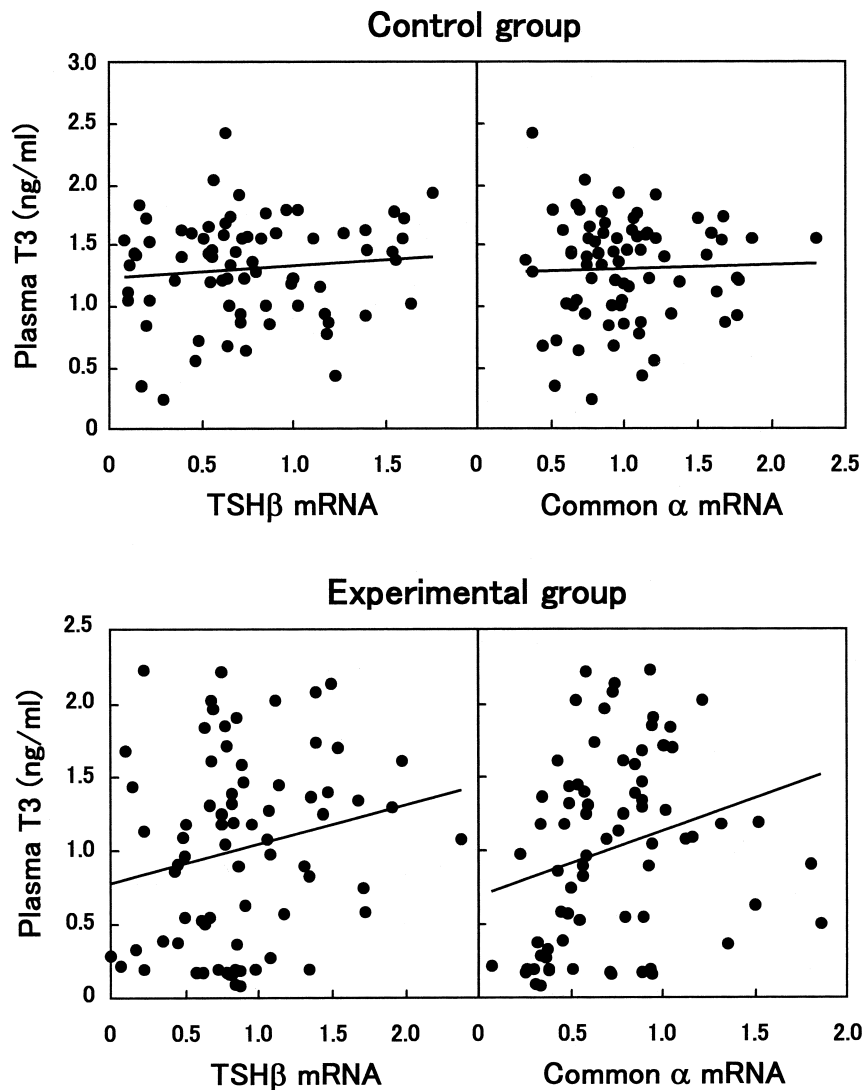 Control group
Plasma T3 (ng/ml)
3.0
2.5
2.0
1.5
1.0
0.5
0
0 0.5 1.0 1.5 0 0.5 1.0 1.5 2.0 2.5
TSHβ mRNA Common α mRNA
Experimental group
Plasma T3 (ng/ml)
2.5
2.0
1.5
1.0
0.5
0
0 0.5 1.0 1.5 2.0 0 0.5 1.0 1.5 2.0
TSHβ mRNA Common α mRNA